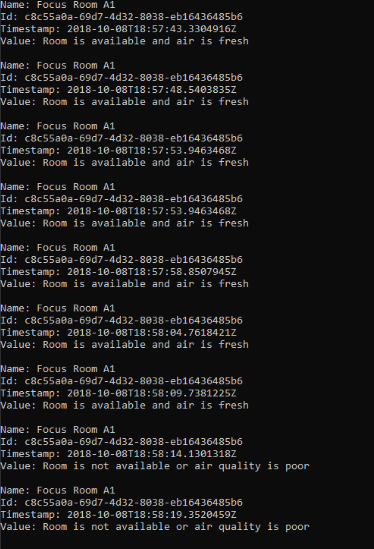 Name: Focus Room A1
Id: c8c55a0a-69d7-4d32-8038-eb16436485b6
Timestamp: 2018-10-08T18:57:43.3304916Z
Value: Room is available and air is fresh
Name: Focus Room A1
Id: c8c55a0a-69d7-4d32-8038-eb16436485b6
Timestamp: 2018-10-08T18:57:48.5403835Z
Value: Room is available and air is fresh
Name: Focus Room A1
Id: c8c55a0a-69d7-4d32-8038-eb16436485b6
Timestamp: 2018-10-08T18:57:53.9463468Z
Value: Room is available and air is fresh
Name: Focus Room A1
Id: c8c55a0a-69d7-4d32-8038-eb16436485b6
Timestamp: 2018-10-08T18:57:53.9463468Z
Value: Room is available and air is fresh
Name: Focus Room A1
Id: c8c55a0a-69d7-4d32-8038-eb16436485b6
Timestamp: 2018-10-08T18:57:58.8507945Z
Value: Room is available and air is fresh
Name: Focus Room A1
Id: c8c55a0a-69d7-4d32-8038-eb16436485b6
Timestamp: 2018-10-08T18:58:04.7618421Z
Value: Room is available and air is fresh
Name: Focus Room A1
Id: c8c55a0a-69d7-4d32-8038-eb16436485b6
Timestamp: 2018-10-08T18:58:09.7381225Z
Value: Room is available and air is fresh
Name: Focus Room A1
Id: c8c55a0a-69d7-4d32-8038-eb16436485b6
Timestamp: 2018-10-08T18:58:14.1301318Z
Value: Room is not available or air quality is poor
Name: Focus Room A1
Id: c8c55a0a-69d7-4d32-8038-eb16436485b6
Timestamp: 2018-10-08T18:58:19.3520459Z
Value: Room is not available or air quality is poor